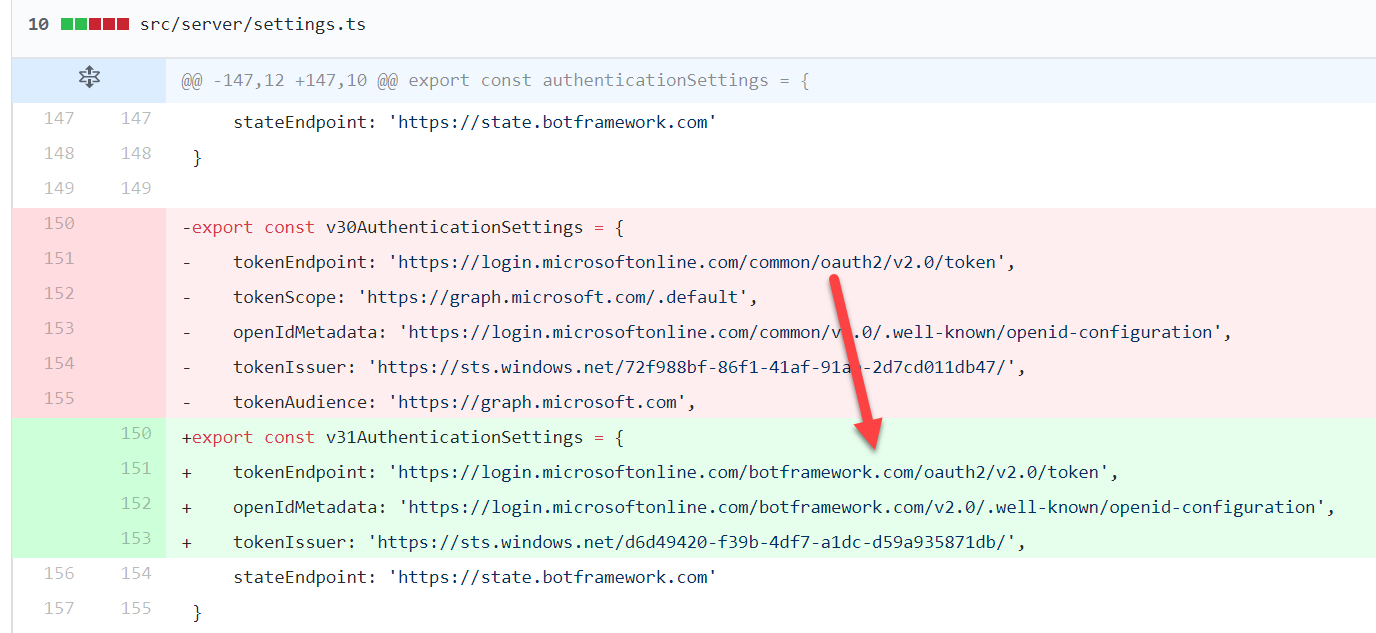 10 src/server/settings.ts
@@ -147,12 +147,10 @@ export const authenticationSettings = {
147 147 stateEndpoint: 'https://state.botframework.com'
148 148 }
149 149
150 -export const v30AuthenticationSettings = {
151 - tokenEndpoint: 'https://login.microsoftonline.com/common/oauth2/v2.0/token',
152 - tokenScope: 'https://graph.microsoft.com/.default',
153 - openIdMetadata: 'https://login.microsoftonline.com/common/v2.0/.well-known/openid-configuration',
154 - tokenIssuer: 'https://sts.windows.net/72f988bf-86f1-41af-91ab-2d7cd011db47/',
155 - tokenAudience: 'https://graph.microsoft.com',
150 +export const v31AuthenticationSettings = {
151 + tokenEndpoint: 'https://login.microsoftonline.com/botframework.com/oauth2/v2.0/token',
152 + openIdMetadata: 'https://login.microsoftonline.com/botframework.com/v2.0/.well-known/openid-configuration',
153 + tokenIssuer: 'https://sts.windows.net/d6d49420-f39b-4df7-a1dc-d59a935871db/',
156 154 stateEndpoint: 'https://state.botframework.com'
157 155 }